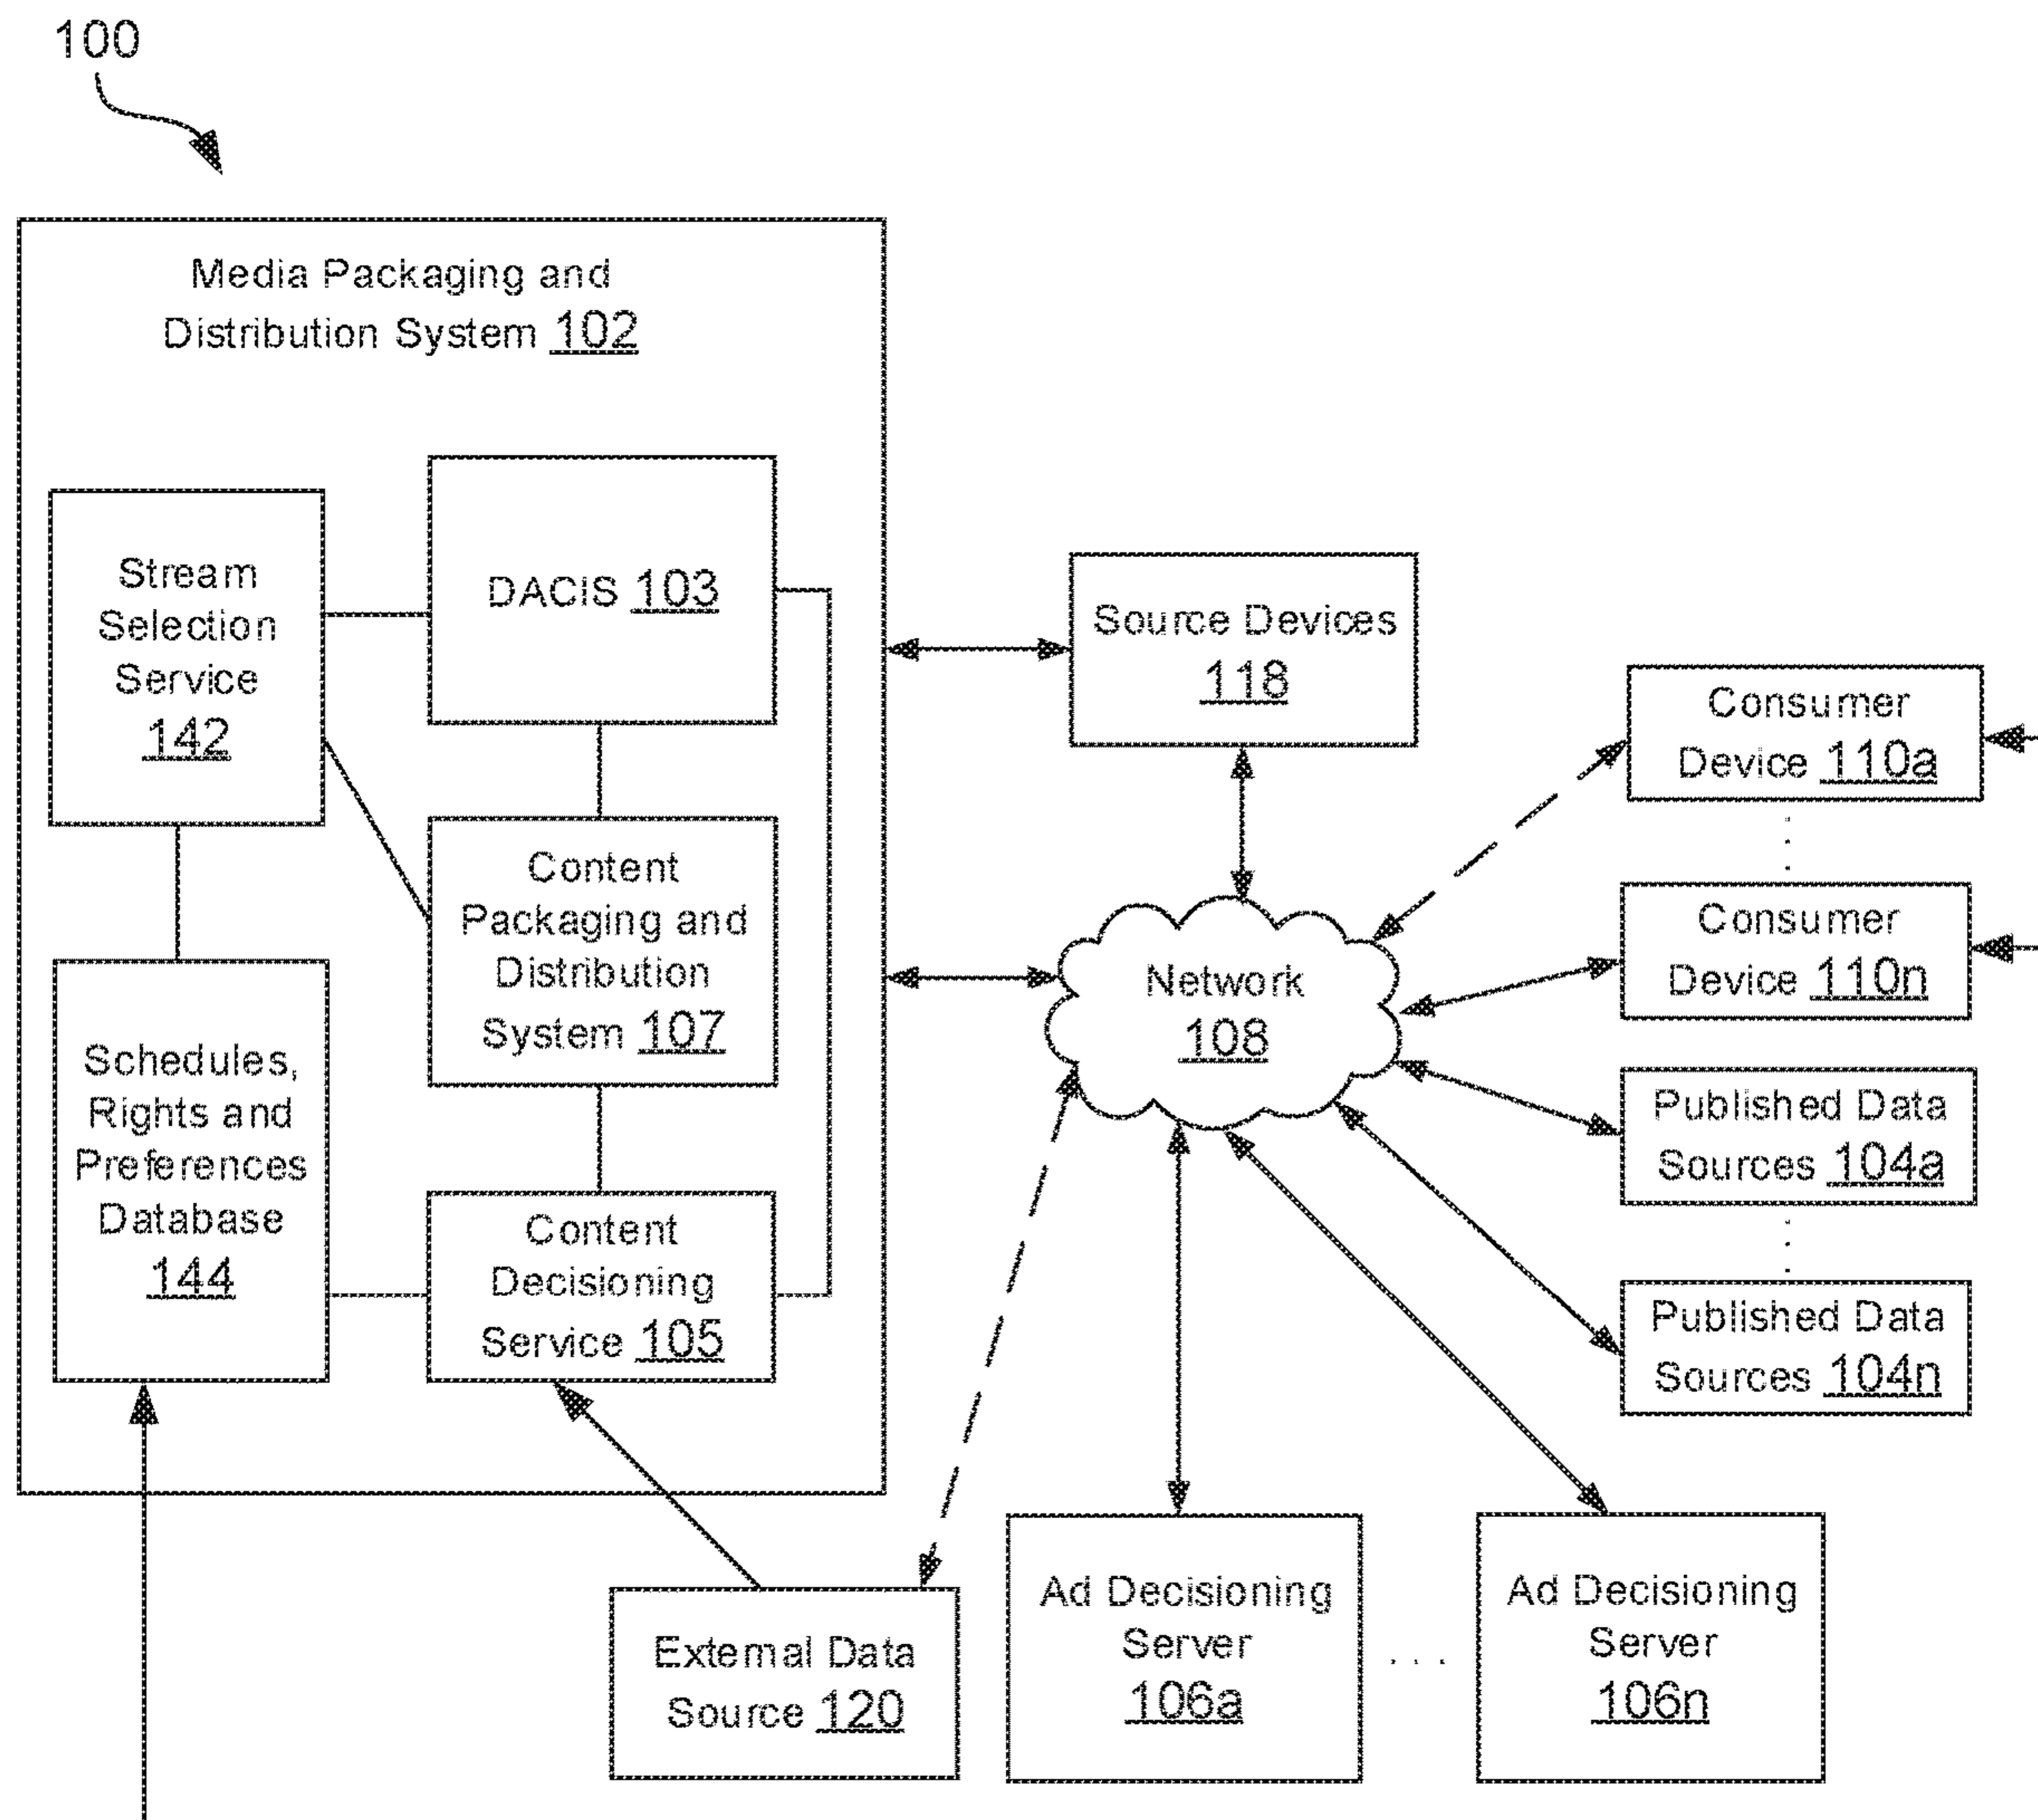 100
Media Packaging and
Distribution System 102
Stream
Selection
Service
142
DACIS 103
Content
Packaging and
Distribution
System 107
Schedules,
Rights and
Preferences
Database
144
Content
Decisioning
Service 105
Source Devices
118
Network
108
Consumer
Device 110a
Consumer
Device 110n
Published Data
Sources 104a
Published Data
Sources 104n
External Data
Source 120
Ad Decisioning
Server
106a
. . .
Ad Decisioning
Server
106n